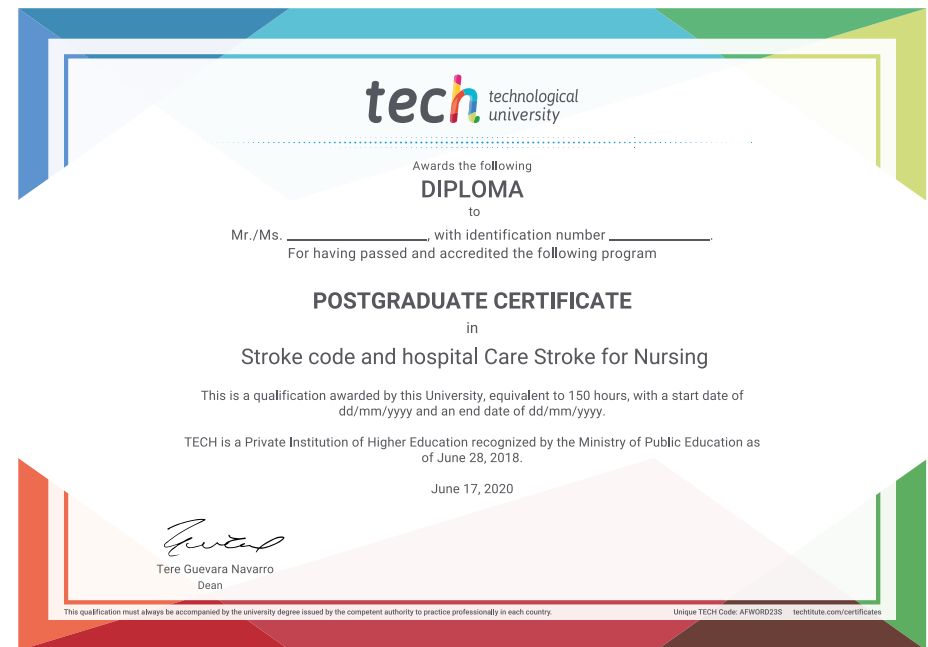 tech technological
university
Awards the following
DIPLOMA
to
Mr./Ms. ____________, with identification number ____________.
For having passed and accredited the following program
POSTGRADUATE CERTIFICATE
in
Stroke code and hospital Care Stroke for Nursing
This is a qualification awarded by this University, equivalent to 150 hours, with a start date of
dd/mm/yyyy and an end date of dd/mm/yyyy.
TECH is a Private Institution of Higher Education recognized by the Ministry of Public Education as
of June 28, 2018.
June 17, 2020
Tere Guevara Navarro
Dean
This qualification must always be accompanied by the university degree issued by the competent authority to practice professionally in each country.
Unique TECH Code: AFWORD23S techtitute.com/certificates